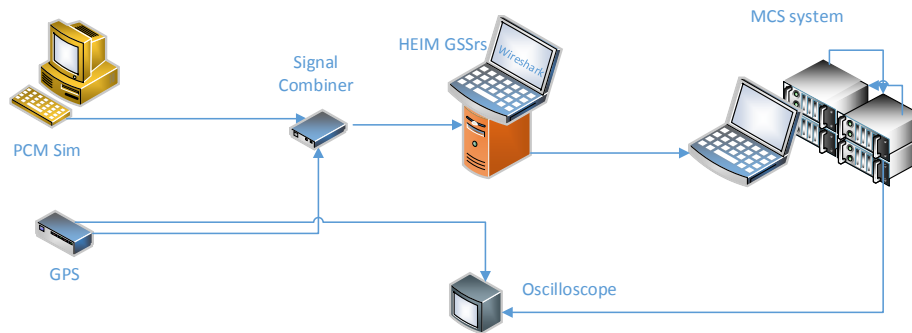 MCS system
HEIM GSSrs
Wireshark
Signal
Combiner
PCM Sim
GPS
Oscilloscope